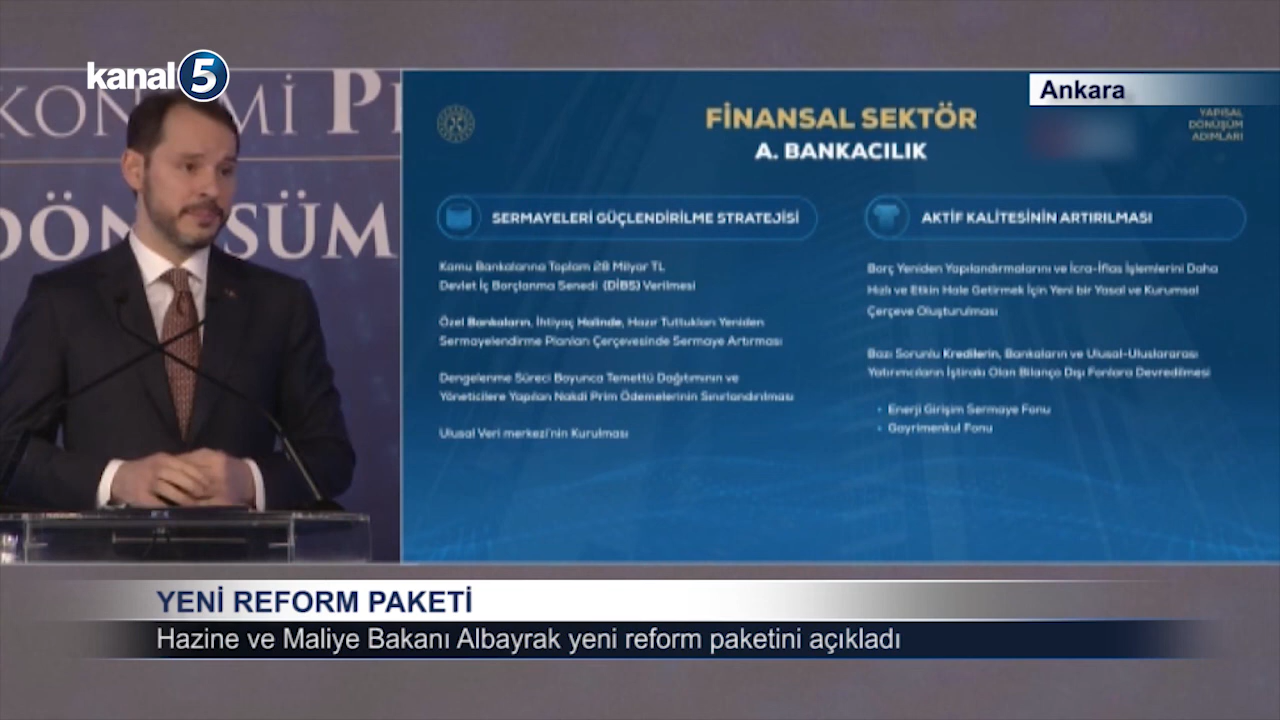 kanal 5
KONOMİ P
DÖN SÜM
Ankara
FİNANSAL SEKTÖR
A. BANKACILIK
YAPISAL
DÖNÜŞÜM
ADIMLARI
SERMAYELERİ GÜÇLENDİRİLME STRATEJİSİ
Kamu Bankalarına Toplam 28 Milyar TL
Devlet İç Borçlanma Senedi (DİBS) Verilmesi
Özel Bankaların, İhtiyaç Halinde, Hazır Tuttukları Yeniden
Sermayelendirme Planları Çerçevesinde Sermaye Artırması
Dengelenme Süreci Boyunca Temettü Dağıtımının ve
Yöneticilere Yapılan Nakdi Prim Ödemelerinin Sınırlandırılması
Ulusal Veri merkezi'nin Kurulması
AKTİF KALİTESİNİN ARTIRILMASI
Borç Yeniden Yapılandırmalarını ve İcra-İflas İşlemlerini Daha
Hızlı ve Etkin Hale Getirmek İçin Yeni bir Yasal ve Kurumsal
Çerçeve Oluşturulması
Bazı Sorunlu Kredilerin, Bankaların ve Ulusal-Uluslararası
Yatırımcıların İştiraki Olan Bilanço Dışı Fonlara Devredilmesi
• Enerji Girişim Sermaye Fonu
• Gayrimenkul Fonu
YENİ REFORM PAKETİ
Hazine ve Maliye Bakanı Albayrak yeni reform paketini açıkladı